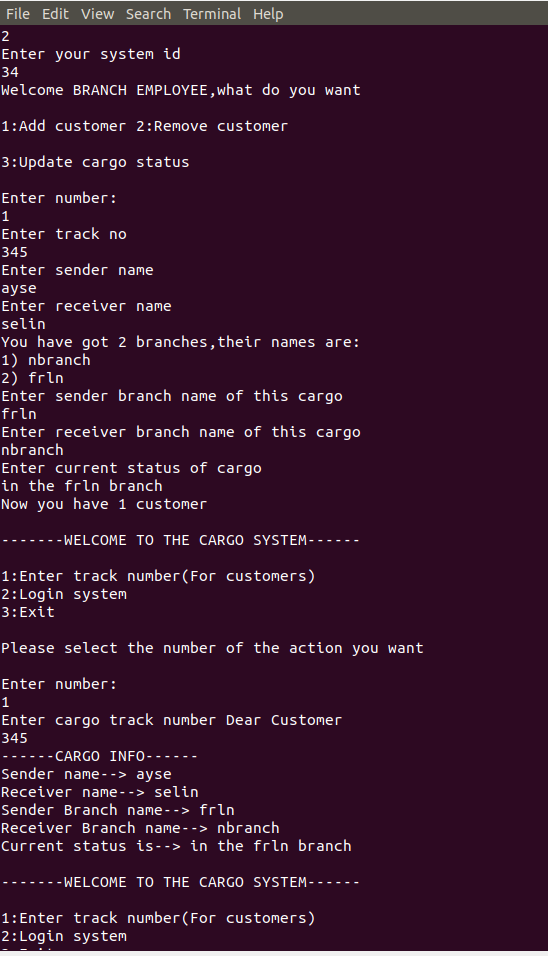 File Edit View Search Terminal Help
2
Enter your system id
34
Welcome BRANCH EMPLOYEE,what do you want
1:Add customer 2:Remove customer
3:Update cargo status
Enter number:
1
Enter track no
345
Enter sender name
ayse
Enter receiver name
selin
You have got 2 branches,their names are:
1) nbranch
2) frln
Enter sender branch name of this cargo
frln
Enter receiver branch name of this cargo
nbranch
Enter current status of cargo
in the frln branch
Now you have 1 customer
-------WELCOME TO THE CARGO SYSTEM------
1:Enter track number(For customers)
2:Login system
3:Exit
Please select the number of the action you want
Enter number:
1
Enter cargo track number Dear Customer
345
------CARGO INFO------
Sender name--> ayse
Receiver name--> selin
Sender Branch name--> frln
Receiver Branch name--> nbranch
Current status is--> in the frln branch
-------WELCOME TO THE CARGO SYSTEM------
1:Enter track number(For customers)
2:Login system